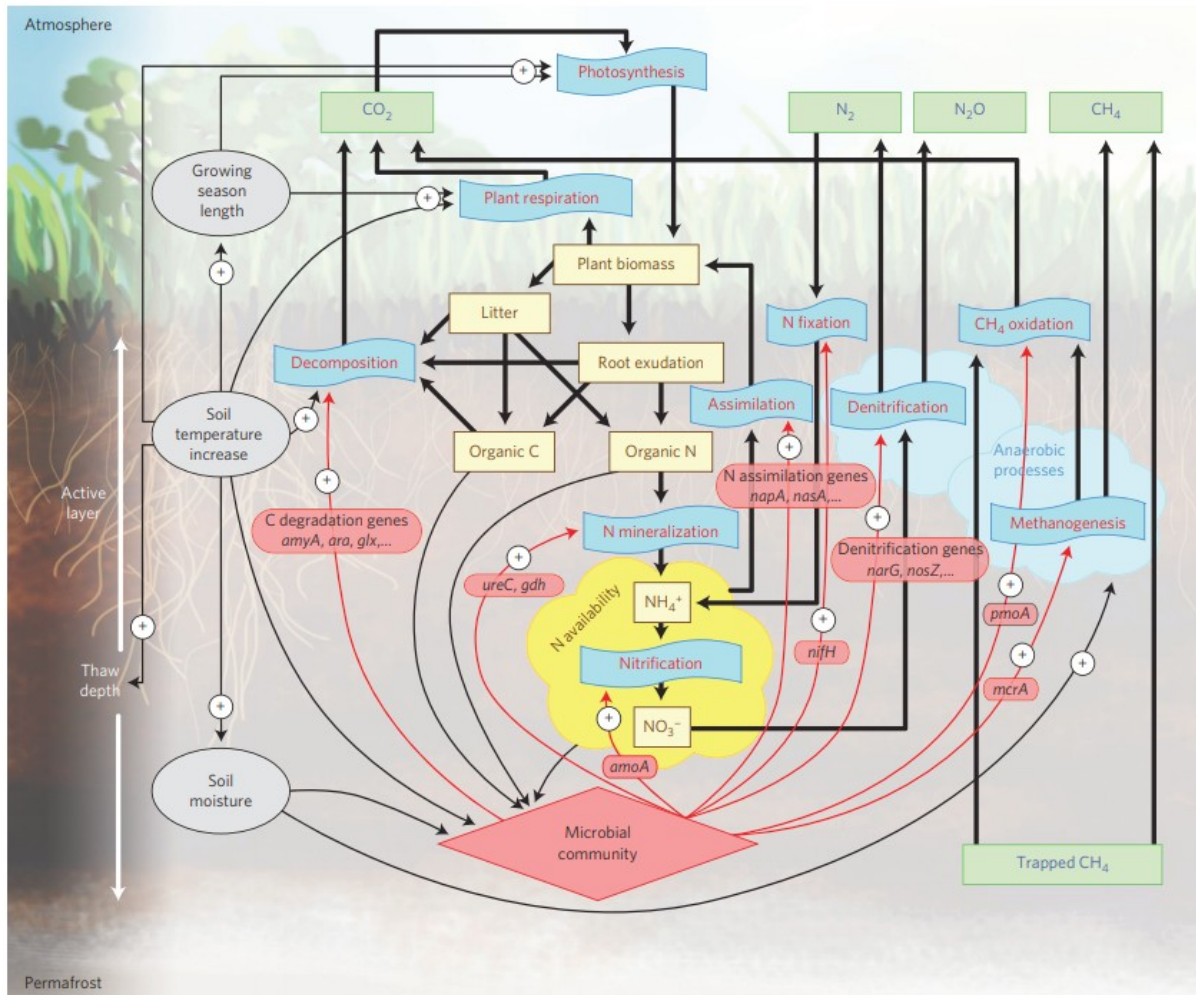 Atmosphere
Photosynthesis
+
CO₂
N₂
N₂O
CH₄
Growing
season
length
+
Plant respiration
+
Plant biomass
Litter
N fixation
CH₄ oxidation
Decomposition
Root exudation
Assimilation
Denitrification
Soil
temperature
increase
+
Organic C
Organic N
+
Anaerobic
processes
+
N assimilation genes
napA, nasA,...
Active
layer
C degradation genes
amyA, ara, glx,...
N mineralization
Methanogenesis
+
+
Denitrification genes
narG, nosZ,...
ureC, gdh
N availability
NH₄⁺
+
pmoA
+
+
nifH
+
Thaw
depth
Nitrification
+
mcrA
+
+
NO₃⁻
amoA
Soil
moisture
Microbial
community
Trapped CH₄
Permafrost